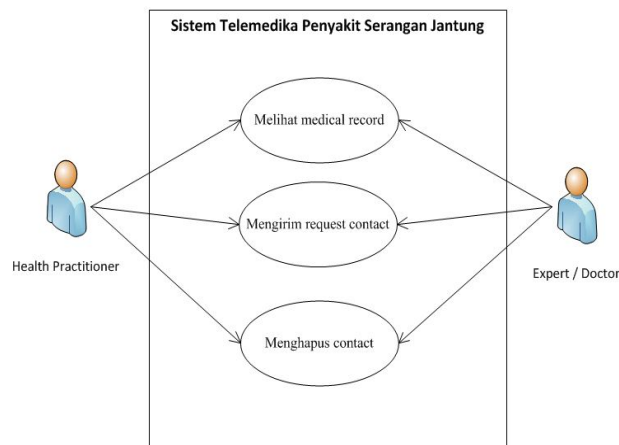 Sistem Telemedika Penyakit Serangan Jantung
Melihat medical record
Mengirim request contact
Health Practitioner
Expert / Doctor
Menghapus contact